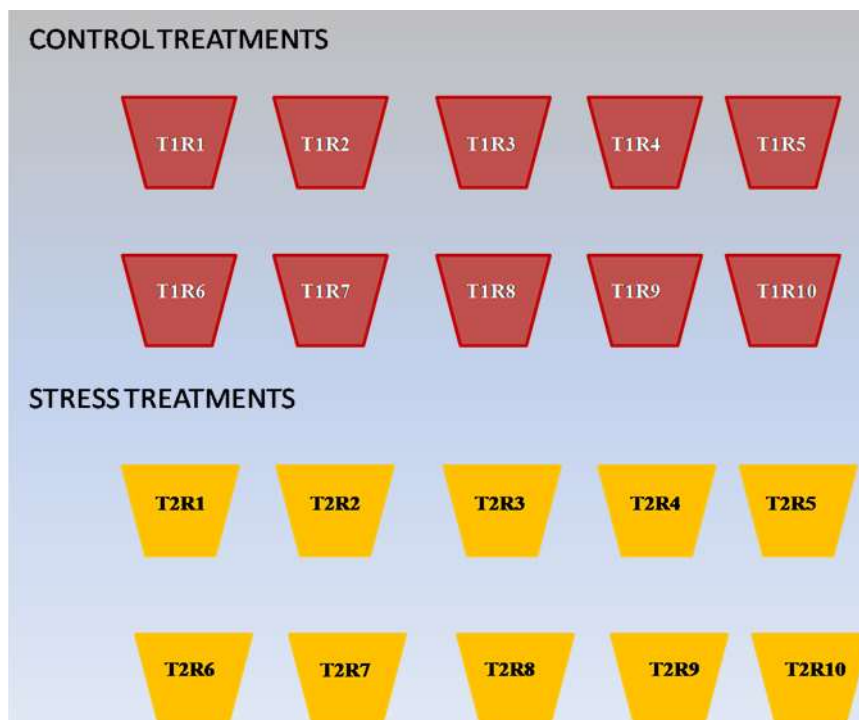 CONTROL TREATMENTS
T1R1 T1R2 T1R3 T1R4 T1R5
T1R6 T1R7 T1R8 T1R9 T1R10
STRESS TREATMENTS
T2R1 T2R2 T2R3 T2R4 T2R5
T2R6 T2R7 T2R8 T2R9 T2R10